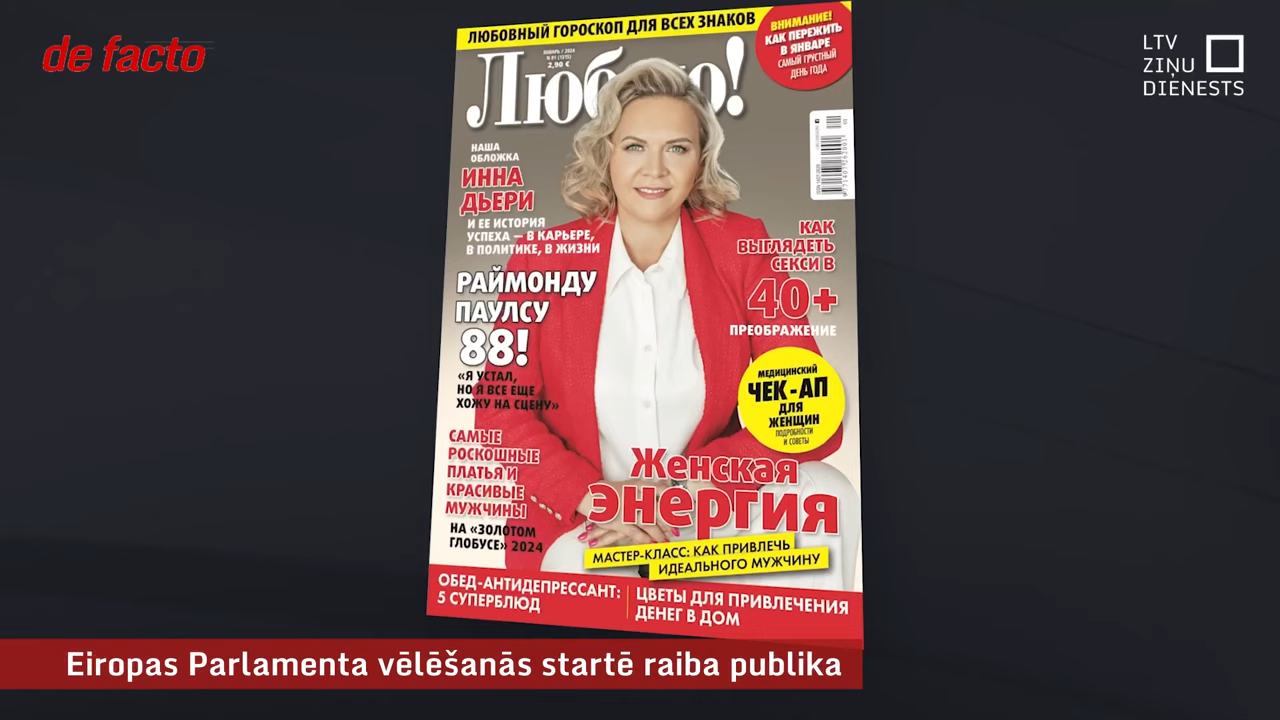 de facto
LTV
ZIŅU
DIENESTS
ЛЮБОВНЫЙ ГОРОСКОП ДЛЯ ВСЕХ ЗНАКОВ
ВНИМАНИЕ!
КАК ПЕРЕЖИТЬ
В ЯНВАРЕ
САМЫЙ ГРУСТНЫЙ
ДЕНЬ ГОДА
ЯНВАРЬ / 2024
2,90 €
НАША
ОБЛОЖКА
ИННА
ДЬЕРИ
И ЕЕ ИСТОРИЯ
УСПЕХА — В КАРЬЕРЕ,
В ПОЛИТИКЕ, В ЖИЗНИ
РАЙМОНДУ
ПАУЛСУ
88!
«Я УСТАЛ,
НО Я ВСЕ ЕЩЕ
ХОЖУ НА СЦЕНУ»
САМЫЕ
РОСКОШНЫЕ
ПЛАТЬЯ И
КРАСИВЫЕ
МУЖЧИНЫ
НА «ЗОЛОТОМ
ГЛОБУСЕ» 2024
КАК
ВЫГЛЯДЕТЬ
СЕКСИ В
40+
ПРЕОБРАЖЕНИЕ
МЕДИЦИНСКИЙ
ЧЕК-АП
ДЛЯ
ЖЕНЩИН
ПОДРОБНОСТИ
И СОВЕТЫ
Женская
энергия
МАСТЕР-КЛАСС: КАК ПРИВЛЕЧЬ
ИДЕАЛЬНОГО МУЖЧИНУ
ОБЕД-АНТИДЕПРЕССАНТ:
5 СУПЕРБЛЮД
ЦВЕТЫ ДЛЯ ПРИВЛЕЧЕНИЯ
ДЕНЕГ В ДОМ
Eiropas Parlamenta vēlēšanās startē raiba publika